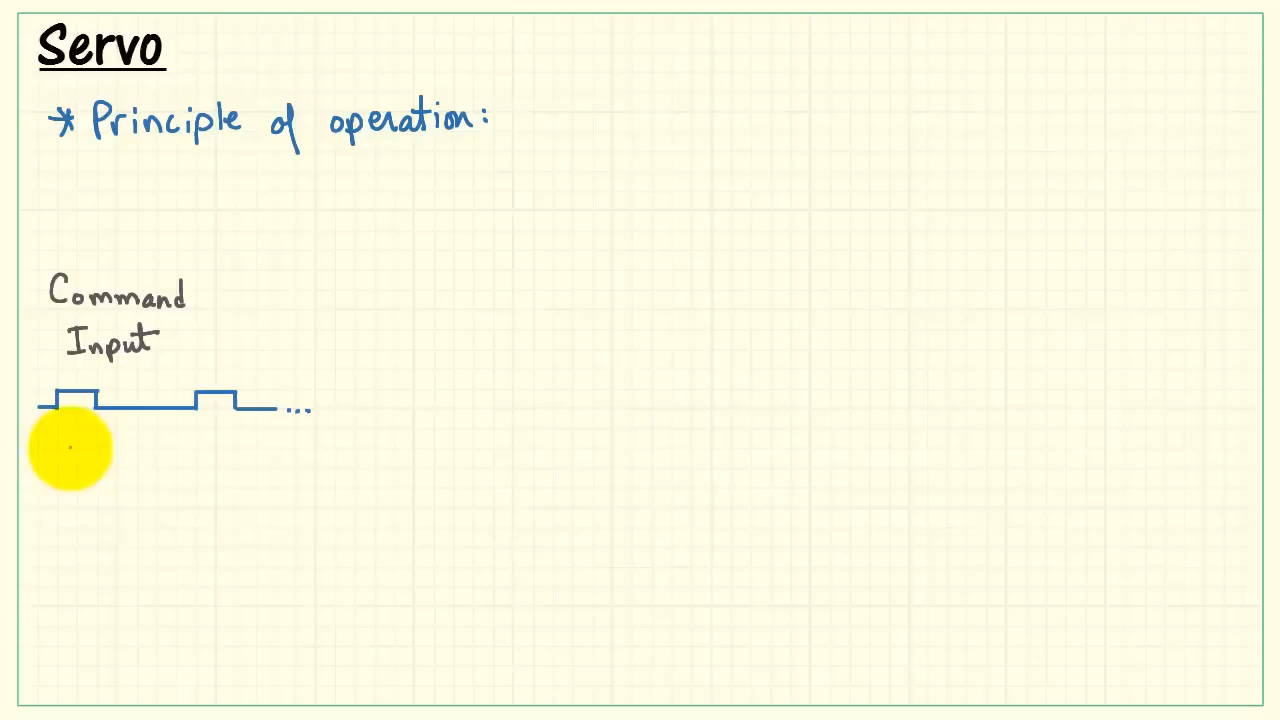 Servo
* Principle of operation:
Command
Input
...